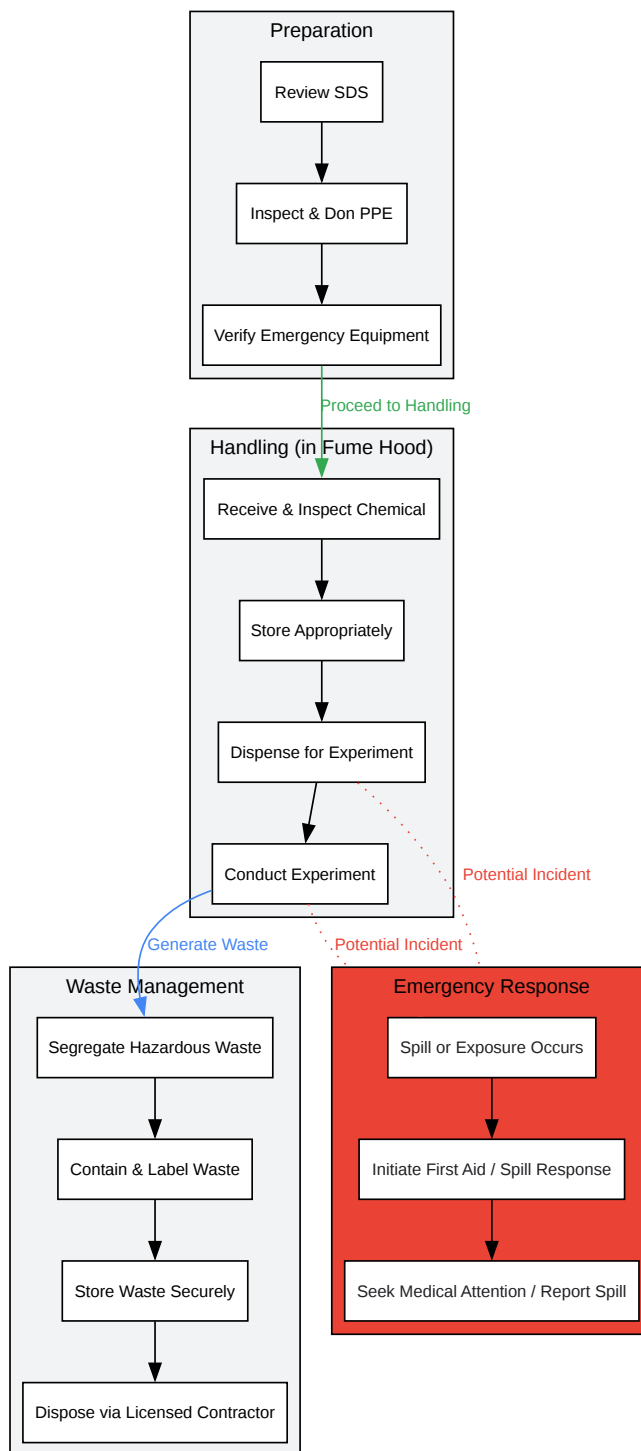 Preparation
Review SDS
Inspect & Don PPE
Verify Emergency Equipment
Proceed to Handling
Handling (in Fume Hood)
Receive & Inspect Chemical
Store Appropriately
Dispense for Experiment
Conduct Experiment
Potential Incident
Generate Waste
Potential Incident
Waste Management
Segregate Hazardous Waste
Contain & Label Waste
Store Waste Securely
Dispose via Licensed Contractor
Emergency Response
Spill or Exposure Occurs
Initiate First Aid / Spill Response
Seek Medical Attention / Report Spill